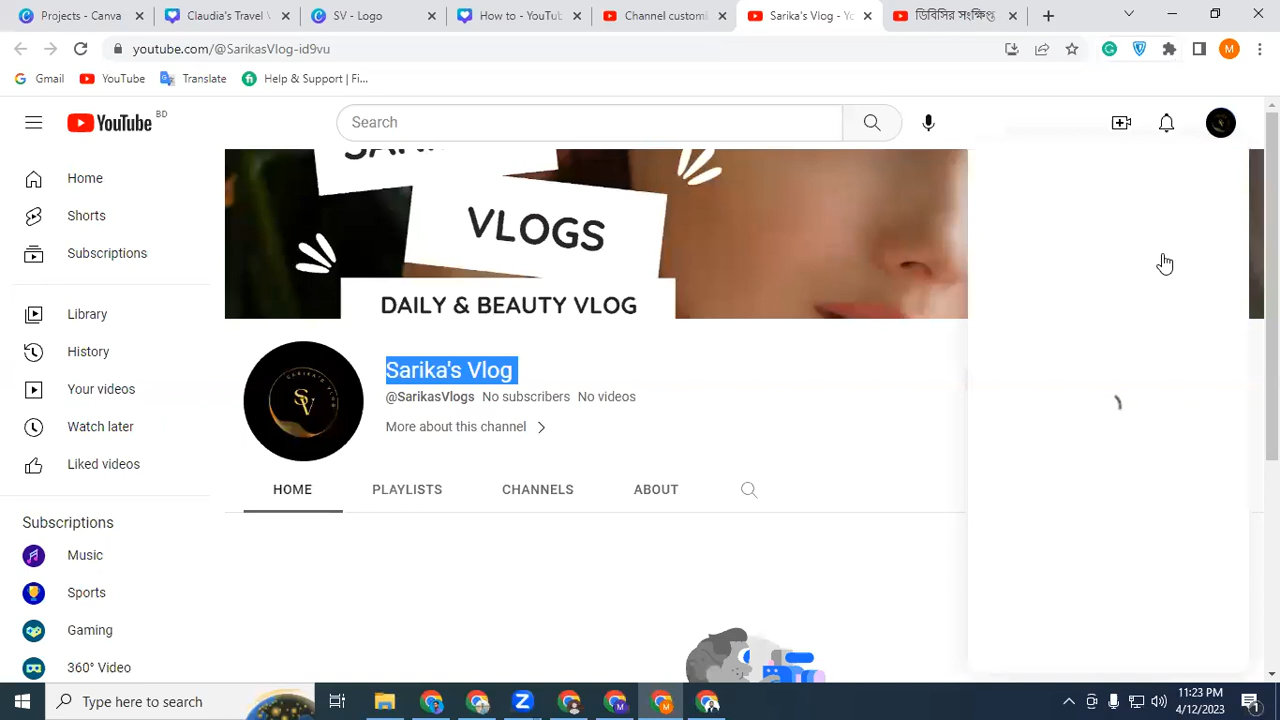 Projects - Canva
Claudia's Travel V
S - Logo
How to YouTub
Channel customi
Sarika's Vlog - Yo
youtube.com/@SarikasVlog-id9vu
M
Gmail
YouTube
Translate
Help & Support | Fi...
YouTube BD
Search
Home
Shorts
Subscriptions
Library
History
Your videos
Watch later
Liked videos
Subscriptions
Music
Sports
Gaming
360° Video
VLOGS
DAILY & BEAUTY VLOG
SARIKA'S VLOG
SV
Sarika's Vlog
@SarikasVlogs No subscribers No videos
More about this channel
HOME PLAYLISTS CHANNELS ABOUT
Type here to search
11:23 PM
4/12/2023
1